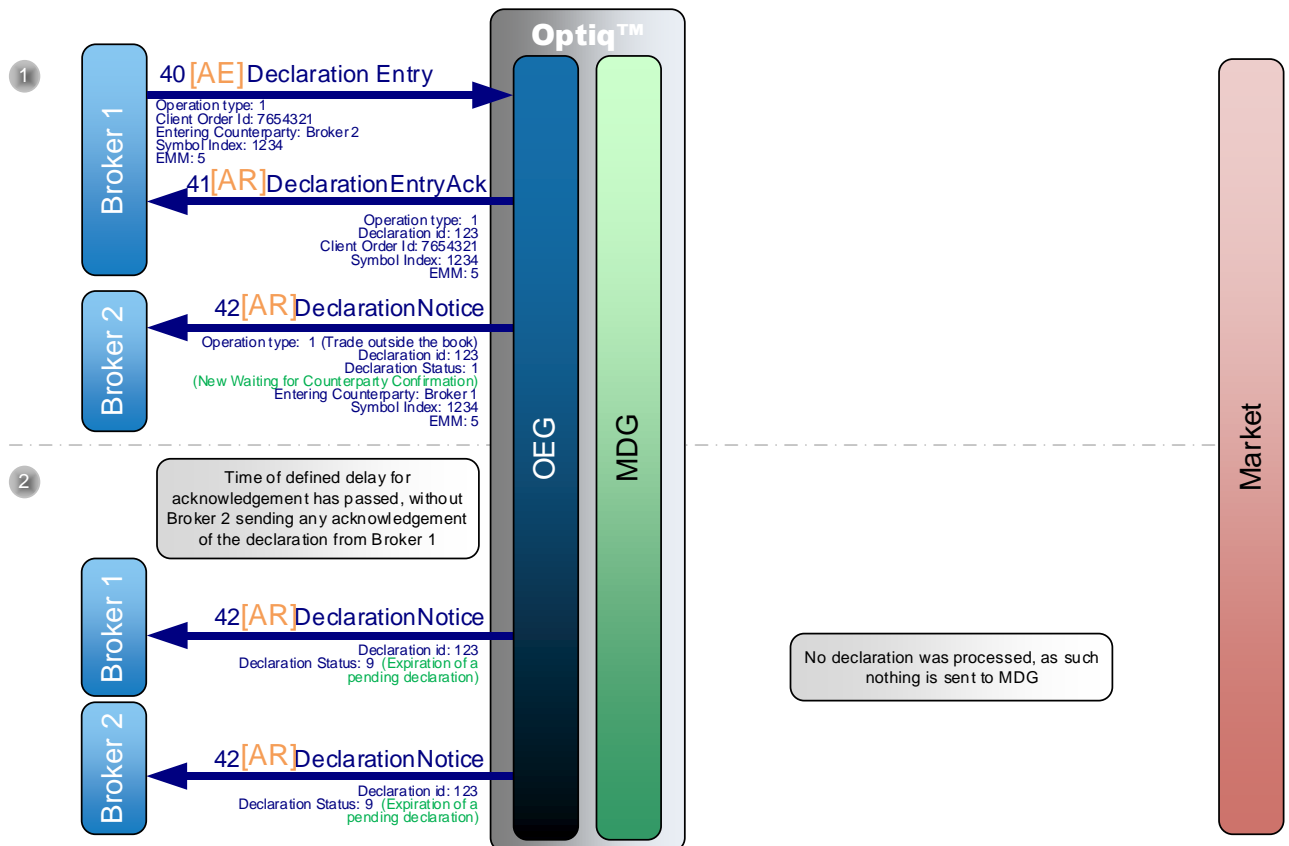 Optiq™
1
Broker 1
40 [AE] Declaration Entry
Operation type: 1
Client Order Id: 7654321
Entering Counterparty: Broker 2
Symbol Index: 1234
EMM: 5
41[AR]DeclarationEntryAck
Operation type: 1
Declaration id: 123
Client Order Id: 7654321
Symbol Index: 1234
EMM: 5
Broker 2
42[AR]DeclarationNotice
Operation type: 1 (Trade outside the book)
Declaration id: 123
Declaration Status: 1
(New Waiting for Counterparty Confirmation)
Entering Counterparty: Broker 1
Symbol Index: 1234
EMM: 5
OEG
MDG
Market
2
Time of defined delay for
acknowledgement has passed, without
Broker 2 sending any acknowledgement
of the declaration from Broker 1
Broker 1
42[AR]DeclarationNotice
Declaration id: 123
Declaration Status: 9 (Expiration of a
pending declaration)
No declaration was processed, as such
nothing is sent to MDG
Broker 2
42[AR]DeclarationNotice
Declaration id: 123
Declaration Status: 9 (Expiration of a
pending declaration)